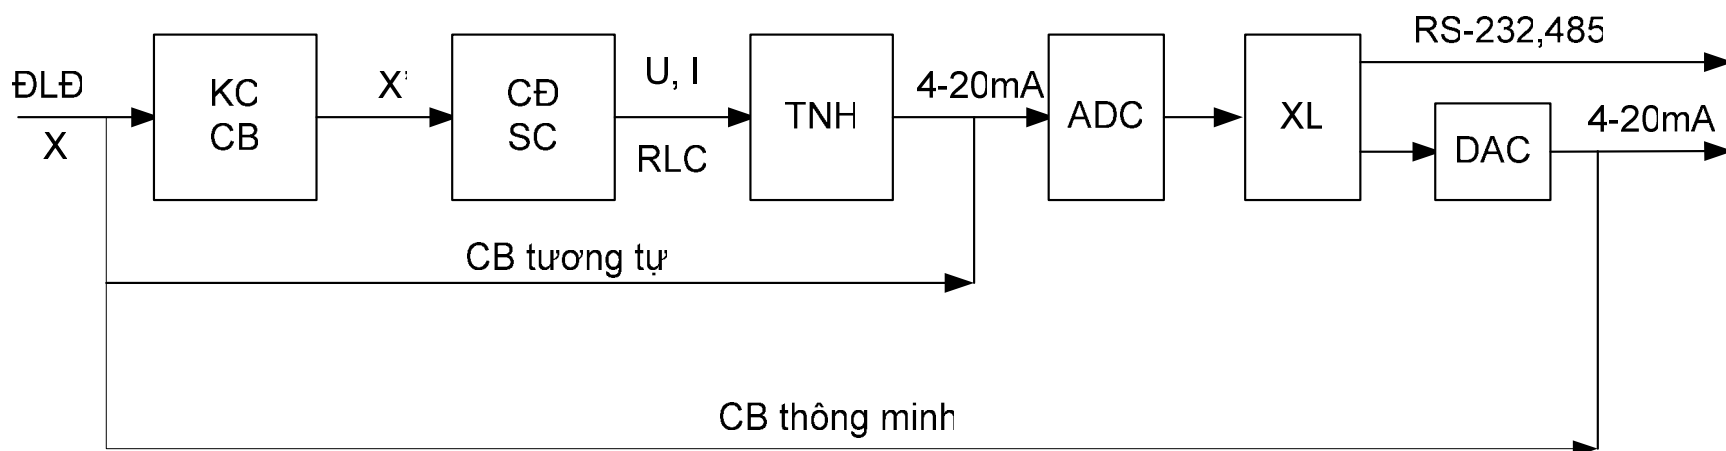 RS-232,485
ĐLĐ
X
KC
CB
X'
CĐ
SC
U, I
RLC
TNH
4-20mA
ADC
XL
DAC
4-20mA
CB tương tự
CB thông minh